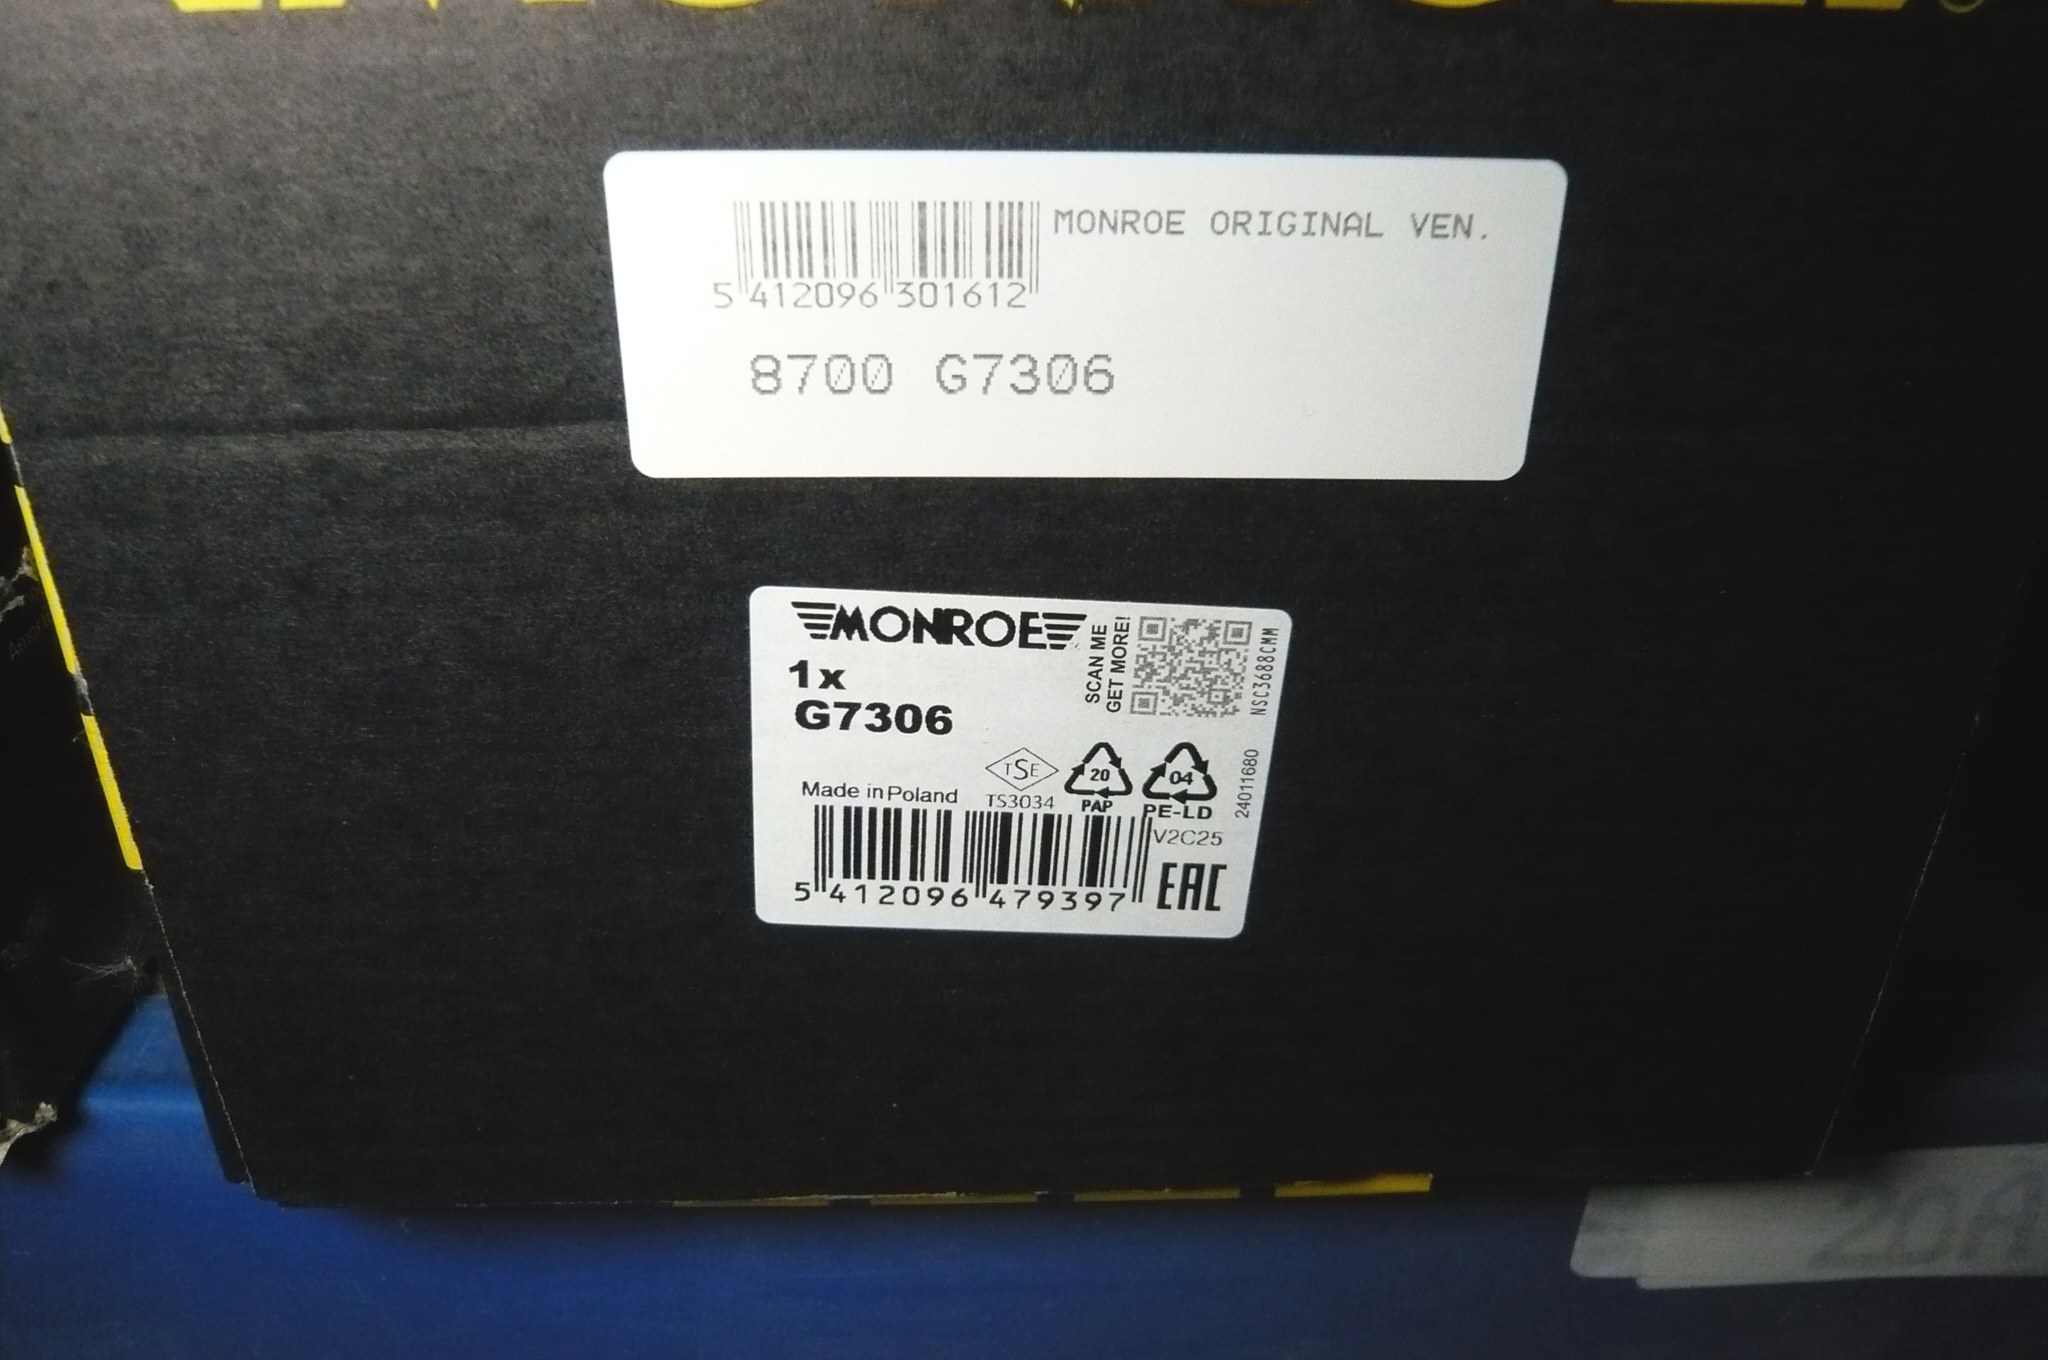 MONROE ORIGINAL VEN.
5 412096 301612
8700 G7306
MONROE
1x
G7306
SCAN ME
GET MORE!
NSC3688CMM
Made in Poland
TSE
TS3034
20
PAP
04
PE-LD
24011680
V2C25
EAC
5 412096 479397